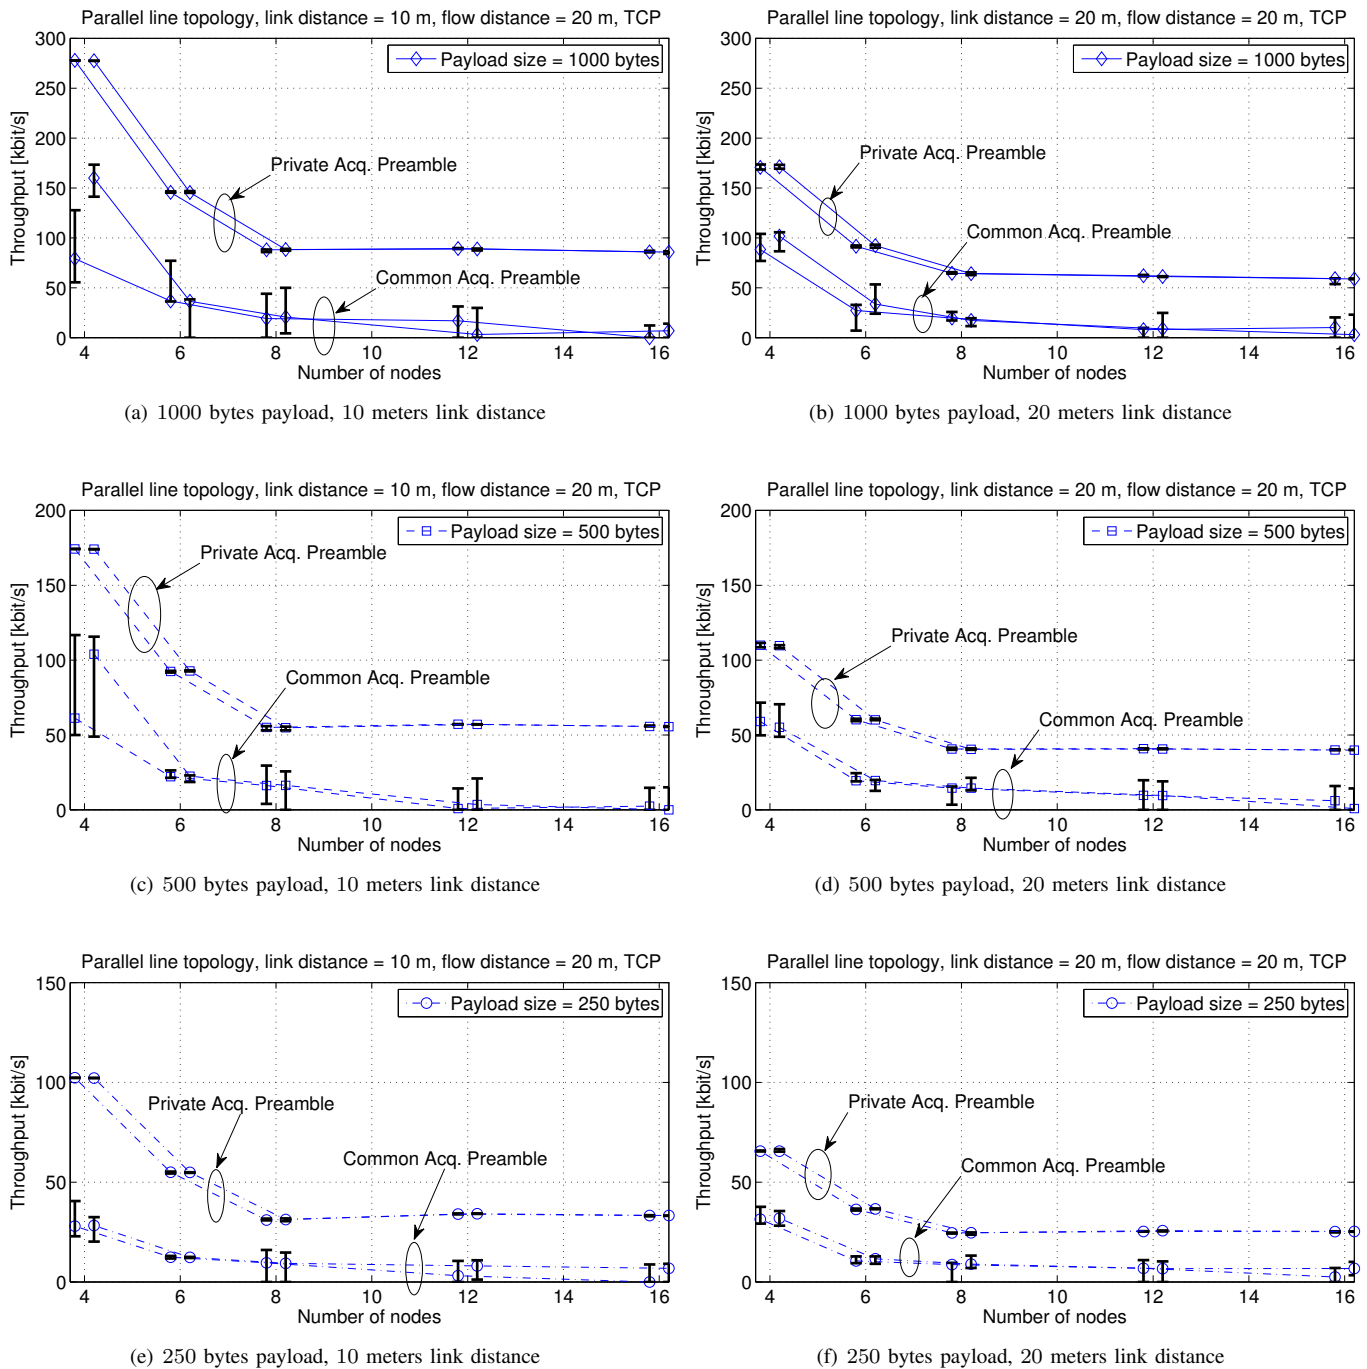 Parallel line topology, link distance = 10 m, flow distance = 20 m, TCP
300
250
200
150
100
50
0
Throughput [kbit/s]
Payload size = 1000 bytes
Private Acq. Preamble
Common Acq. Preamble
4 6 8 10 12 14 16
Number of nodes
(a) 1000 bytes payload, 10 meters link distance
Parallel line topology, link distance = 20 m, flow distance = 20 m, TCP
300
250
200
150
100
50
0
Throughput [kbit/s]
Payload size = 1000 bytes
Private Acq. Preamble
Common Acq. Preamble
4 6 8 10 12 14 16
Number of nodes
(b) 1000 bytes payload, 20 meters link distance
Parallel line topology, link distance = 10 m, flow distance = 20 m, TCP
200
150
100
50
0
Throughput [kbit/s]
Payload size = 500 bytes
Private Acq. Preamble
Common Acq. Preamble
4 6 8 10 12 14 16
Number of nodes
(c) 500 bytes payload, 10 meters link distance
Parallel line topology, link distance = 20 m, flow distance = 20 m, TCP
200
150
100
50
0
Throughput [kbit/s]
Payload size = 500 bytes
Private Acq. Preamble
Common Acq. Preamble
4 6 8 10 12 14 16
Number of nodes
(d) 500 bytes payload, 20 meters link distance
Parallel line topology, link distance = 10 m, flow distance = 20 m, TCP
150
100
50
0
Throughput [kbit/s]
Payload size = 250 bytes
Private Acq. Preamble
Common Acq. Preamble
4 6 8 10 12 14 16
Number of nodes
(e) 250 bytes payload, 10 meters link distance
Parallel line topology, link distance = 20 m, flow distance = 20 m, TCP
150
100
50
0
Throughput [kbit/s]
Payload size = 250 bytes
Private Acq. Preamble
Common Acq. Preamble
4 6 8 10 12 14 16
Number of nodes
(f) 250 bytes payload, 20 meters link distance